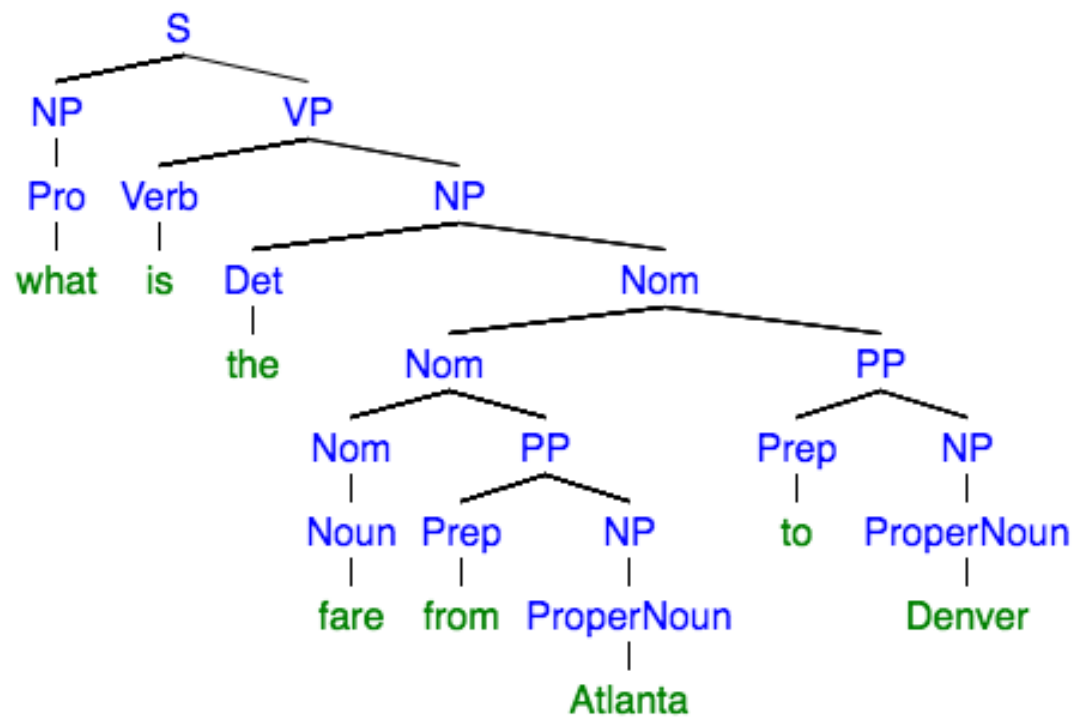 S
NP VP
Pro Verb NP
what is Det Nom
the Nom PP
Nom PP Prep NP
Noun Prep NP to ProperNoun
fare from ProperNoun Denver
Atlanta